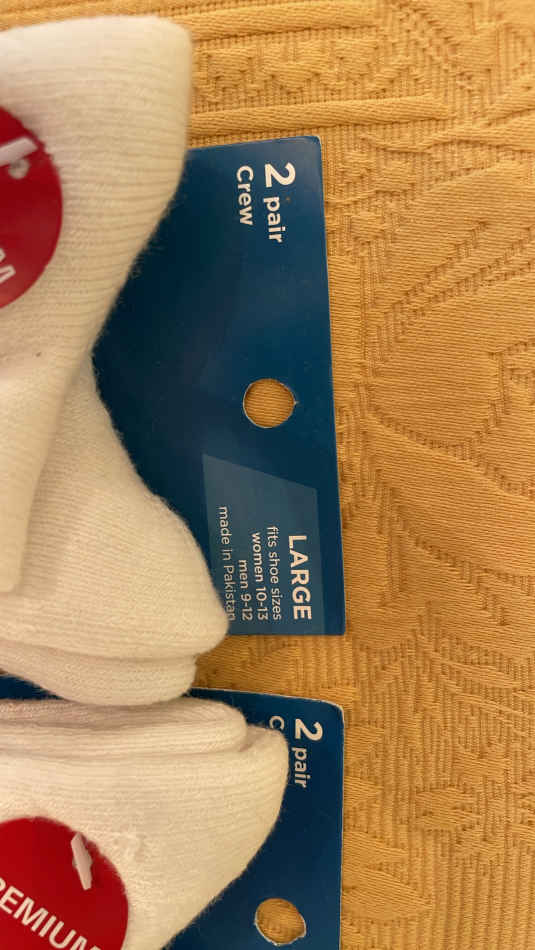 2 pair
Crew
LARGE
fits shoe sizes
women 10-13
men 9-12
made in Pakistan
2 pair
PREMIUM